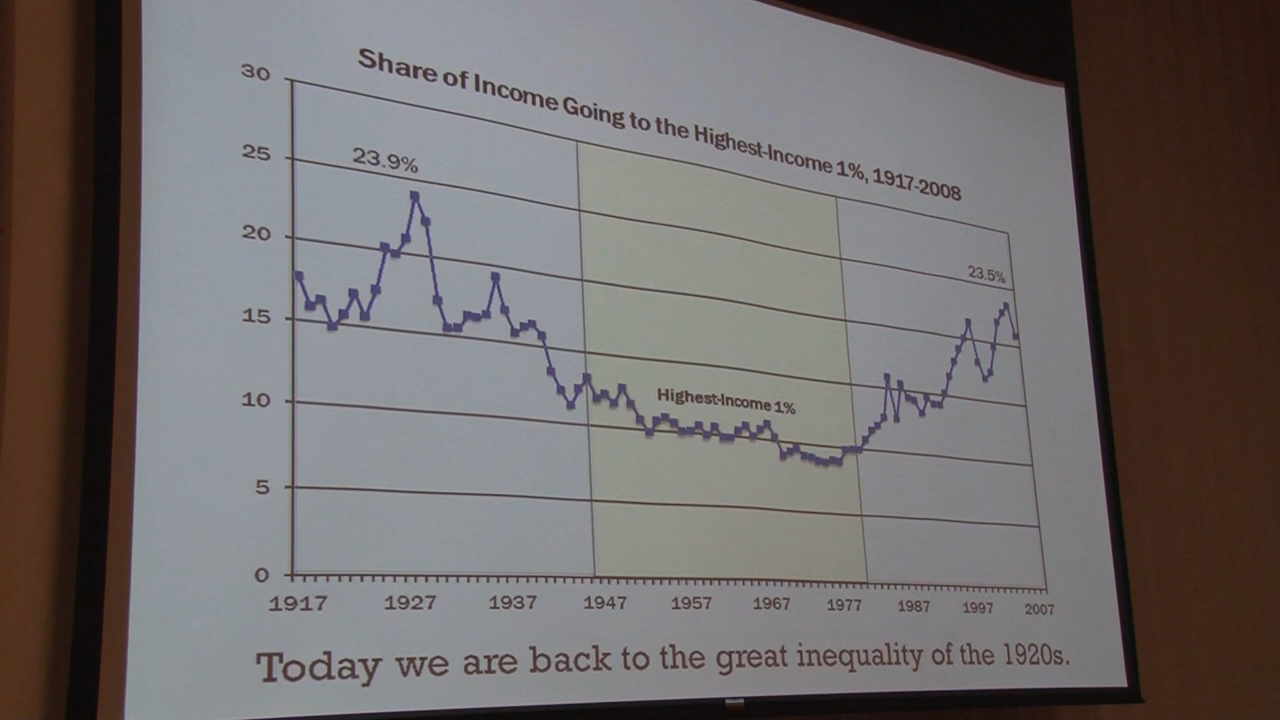 Share of Income Going to the Highest-Income 1%, 1917-2008
30
25
20
15
10
5
0
23.9%
23.5%
Highest-Income 1%
1917 1927 1937 1947 1957 1967 1977 1987 1997 2007
Today we are back to the great inequality of the 1920s.